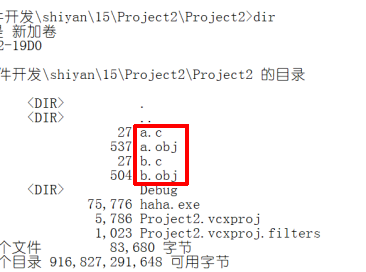 件开发\shiyan\15\Project2\Project2>dir
是 新加卷
2-19D0
件开发\shiyan\15\Project2\Project2 的目录
<DIR> .
<DIR> ..
27 a.c
537 a.obj
27 b.c
504 b.obj
<DIR> Debug
75,776 haha.exe
5,786 Project2.vcxproj
1,023 Project2.vcxproj.filters
个文件 83,680 字节
个目录 916,827,291,648 可用字节